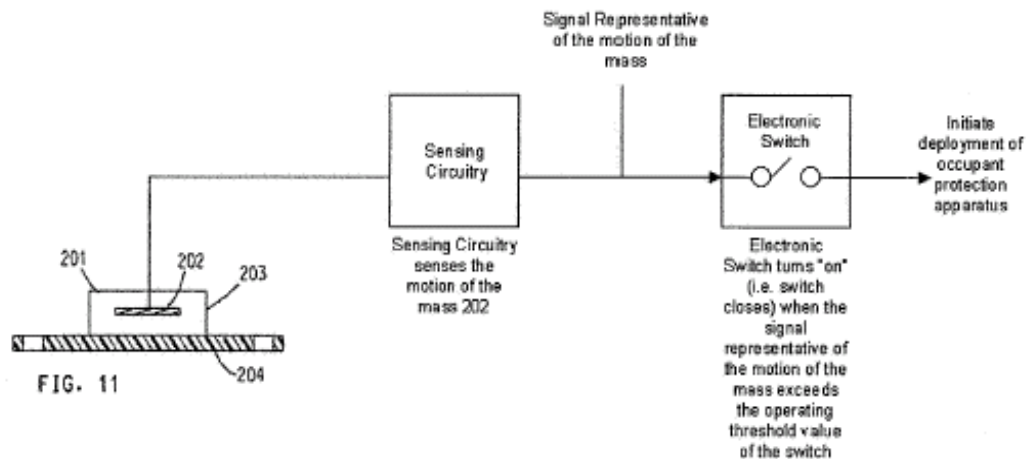 Signal Representative
of the motion of the
mass
Sensing
Circuitry
Electronic
Switch
Initiate
deployment of
occupant
protection
apparatus
Sensing Circuitry
senses the
motion of the
mass 202
Electronic
Switch turns "on"
(i.e. switch
closes) when the
signal
representative of
the motion of the
mass exceeds
the operating
threshold value
of the switch
201
202
203
204
FIG. 11